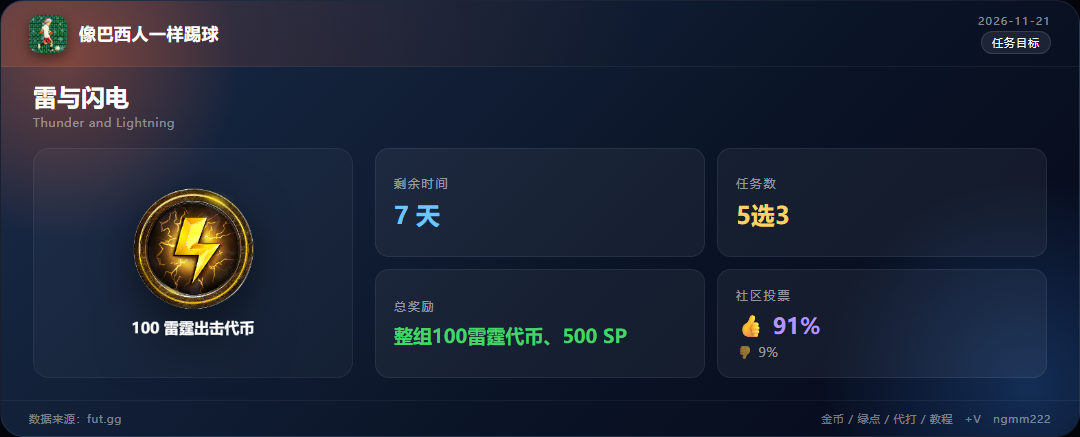 像巴西人一样踢球
2026-11-21
任务目标
雷与闪电
Thunder and Lightning
100 雷霆出击代币
剩余时间
7 天
任务数
5选3
总奖励
整组100雷霆代币、500 SP
社区投票
91%
9%
数据来源：fut.gg
金币 / 绿点 / 代打 / 教程 +V ngmm222